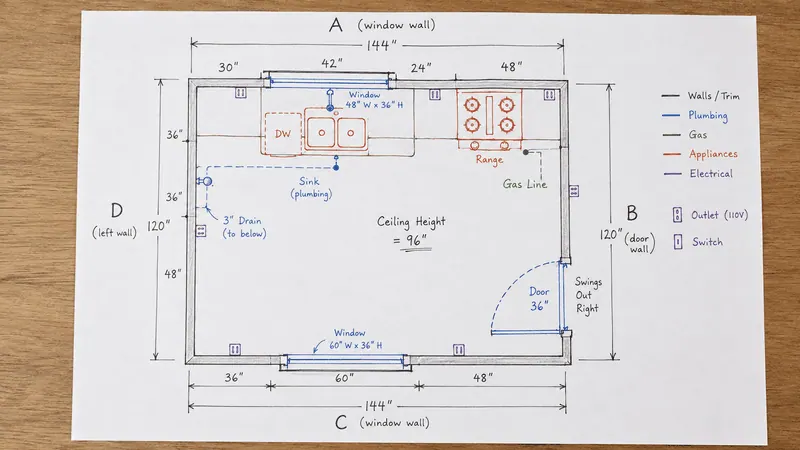 A (window wall)
144"
30"
42"
24"
48"
Window
48" W x 36" H
DW
Range
Sink
(plumbing)
Gas Line
36"
36"
48"
D
(left wall)
120"
3" Drain
(to below)
Ceiling Height
= 96"
Door
36"
Swings
Out
Right
B
(door
wall)
120"
Window
60" W x 36" H
36"
60"
48"
144"
C (window wall)
Walls / Trim
Plumbing
Gas
Appliances
Electrical
Outlet (110V)
Switch